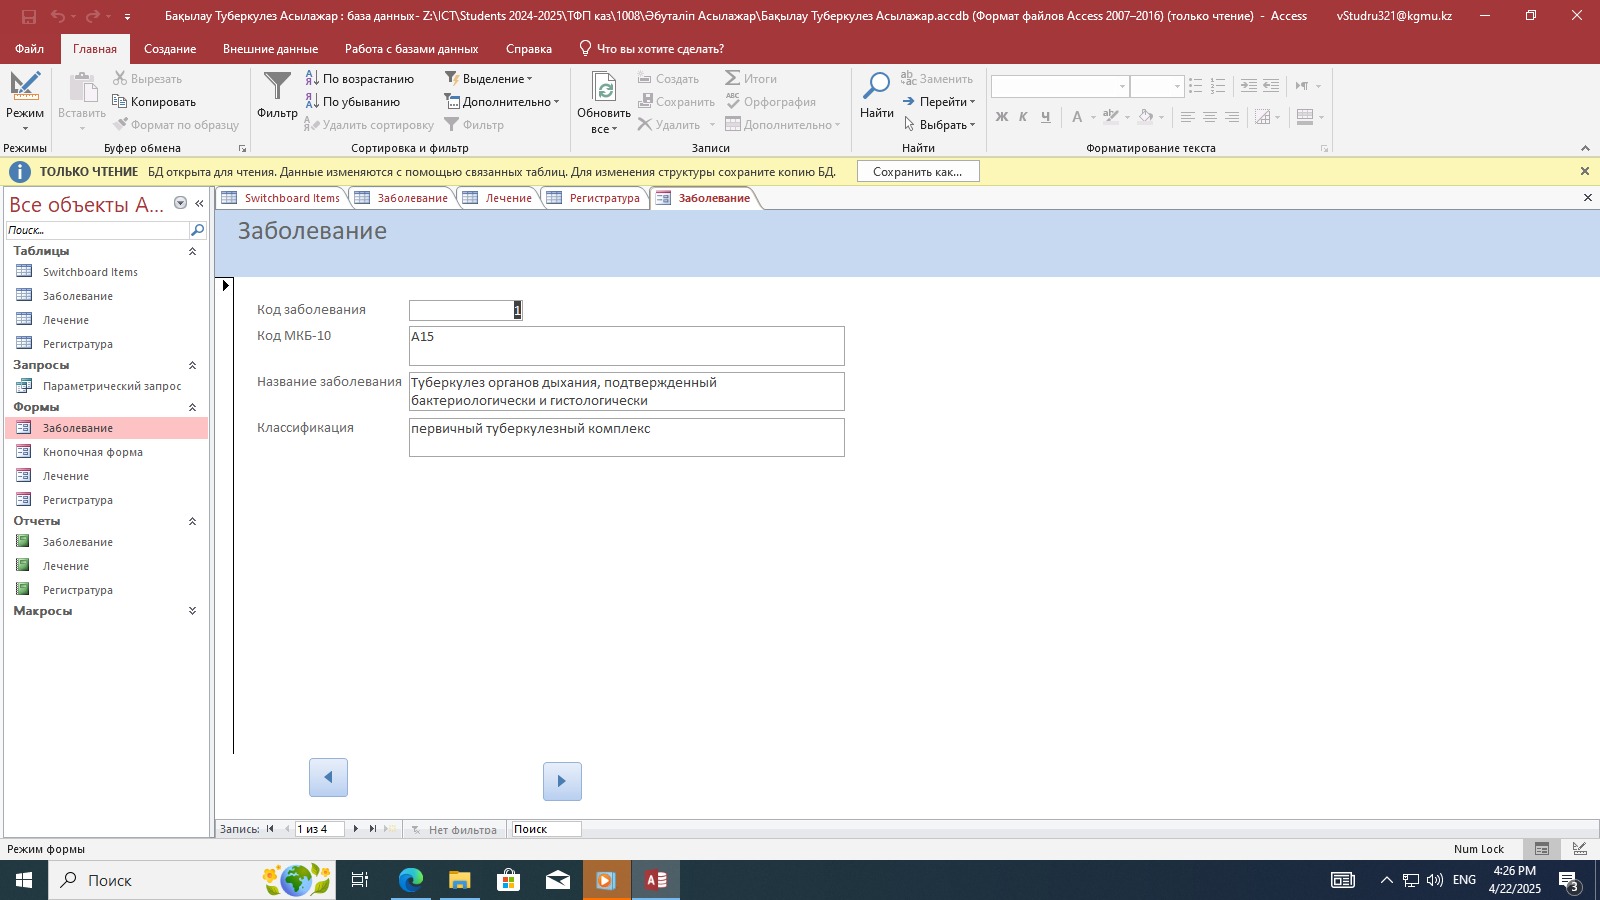 Бақылау Туберкулез Асылажар : база данных- Z:\ICT\Students 2024-2025\ТФП каз\1008\Әбуталіп Асылажар\Бақылау Туберкулез Асылажар.accdb (Формат файлов Access 2007–2016) (только чтение) - Access
vStudru321@kgmu.kz
Файл
Главная
Создание
Внешние данные
Работа с базами данных
Справка
Что вы хотите сделать?
Режим
Режимы
Вставить
Вырезать
Копировать
Формат по образцу
Буфер обмена
Фильтр
По возрастанию
По убыванию
Удалить сортировку
Выделение
Дополнительно
Фильтр
Сортировка и фильтр
Обновить
все
Создать
Сохранить
Удалить
Итоги
Орфография
Дополнительно
Записи
Найти
Заменить
Перейти
Выбрать
Найти
Ж К Ч
А
Форматирование текста
ТОЛЬКО ЧТЕНИЕ БД открыта для чтения. Данные изменяются с помощью связанных таблиц. Для изменения структуры сохраните копию БД.
Сохранить как...
Все объекты A...
Поиск...
Таблицы
Switchboard Items
Заболевание
Лечение
Регистратура
Запросы
Параметрический запрос
Формы
Заболевание
Кнопочная форма
Лечение
Регистратура
Отчеты
Заболевание
Лечение
Регистратура
Макросы
Switchboard Items
Заболевание
Лечение
Регистратура
Заболевание
Заболевание
Код заболевания
1
Код МКБ-10
A15
Название заболевания
Туберкулез органов дыхания, подтвержденный
бактериологически и гистологически
Классификация
первичный туберкулезный комплекс
Запись:
1 из 4
Нет фильтра
Поиск
Режим формы
Num Lock
Поиск
ENG
4:26 PM
4/22/2025
3